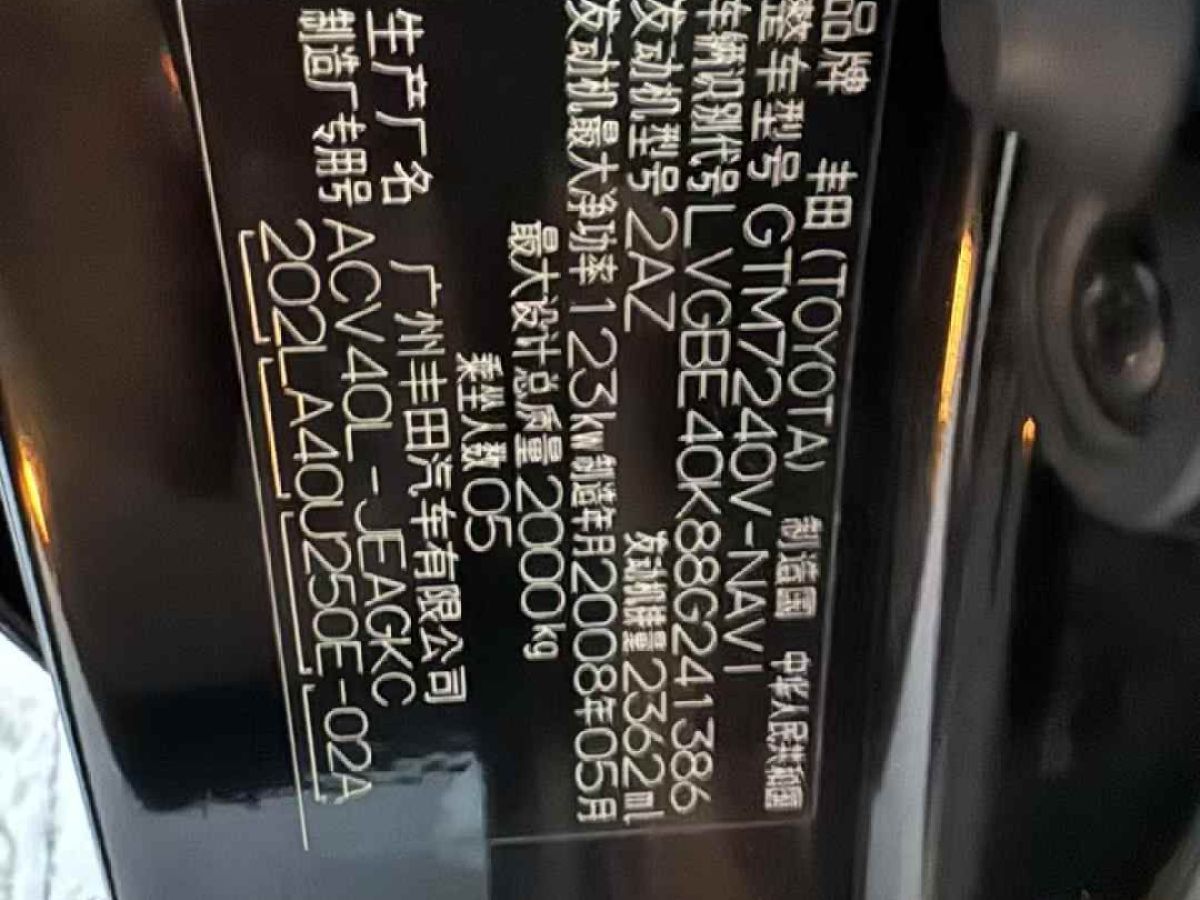 品牌 丰田(TOYOTA) 制造国 中华人民共和国
整车型号 GTM7240V-NAVI
车辆识别代号 LVGBE40K88G241386
发动机型号 2AZ 发动机排量 2362ml
发动机最大净功率 123kW 制造年月 2008年05月
最大设计总质量 2000kg
乘坐人数 05
生产厂名 广州丰田汽车有限公司
制造厂专用号 ACV40L-JEAGKC
202LA40U250E-02A